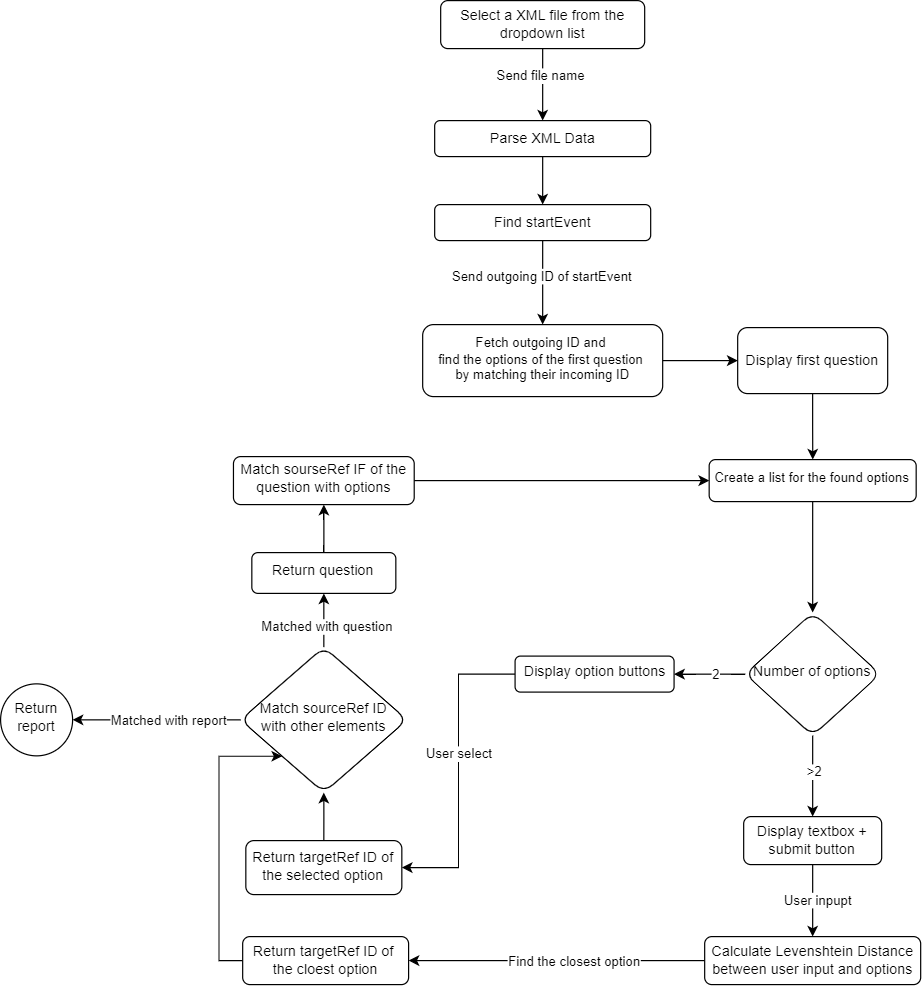 Select a XML file from the
dropdown list
Send file name
Parse XML Data
Find startEvent
Send outgoing ID of startEvent
Fetch outgoing ID and
find the options of the first question
by matching their incoming ID
Display first question
Match sourseRef IF of the
question with options
Create a list for the found options
Return question
Matched with question
Match sourceRef ID
with other elements
Matched with report
Return
report
Number of options
2
Display option buttons
User select
>2
Display textbox +
submit button
Return targetRef ID of
the selected option
User inpupt
Calculate Levenshtein Distance
between user input and options
Find the closest option
Return targetRef ID of
the cloest option